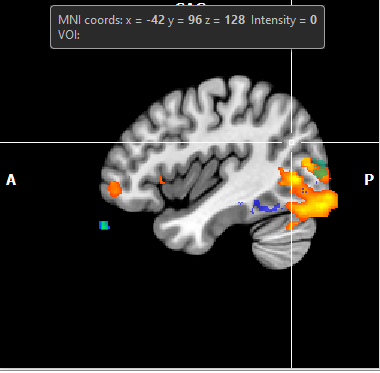 MNI coords: x = -42 y = 96 z = 128 Intensity = 0
VOI:
A
P